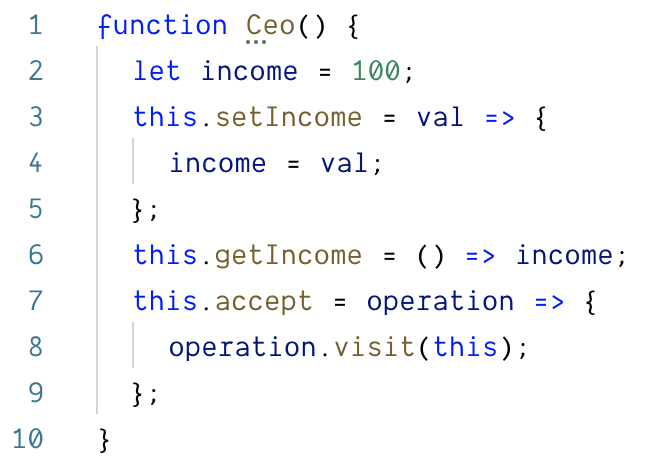 1 function Ceo() {
2 let income = 100;
3 this.setIncome = val => {
4 income = val;
5 };
6 this.getIncome = () => income;
7 this.accept = operation => {
8 operation.visit(this);
9 };
10 }